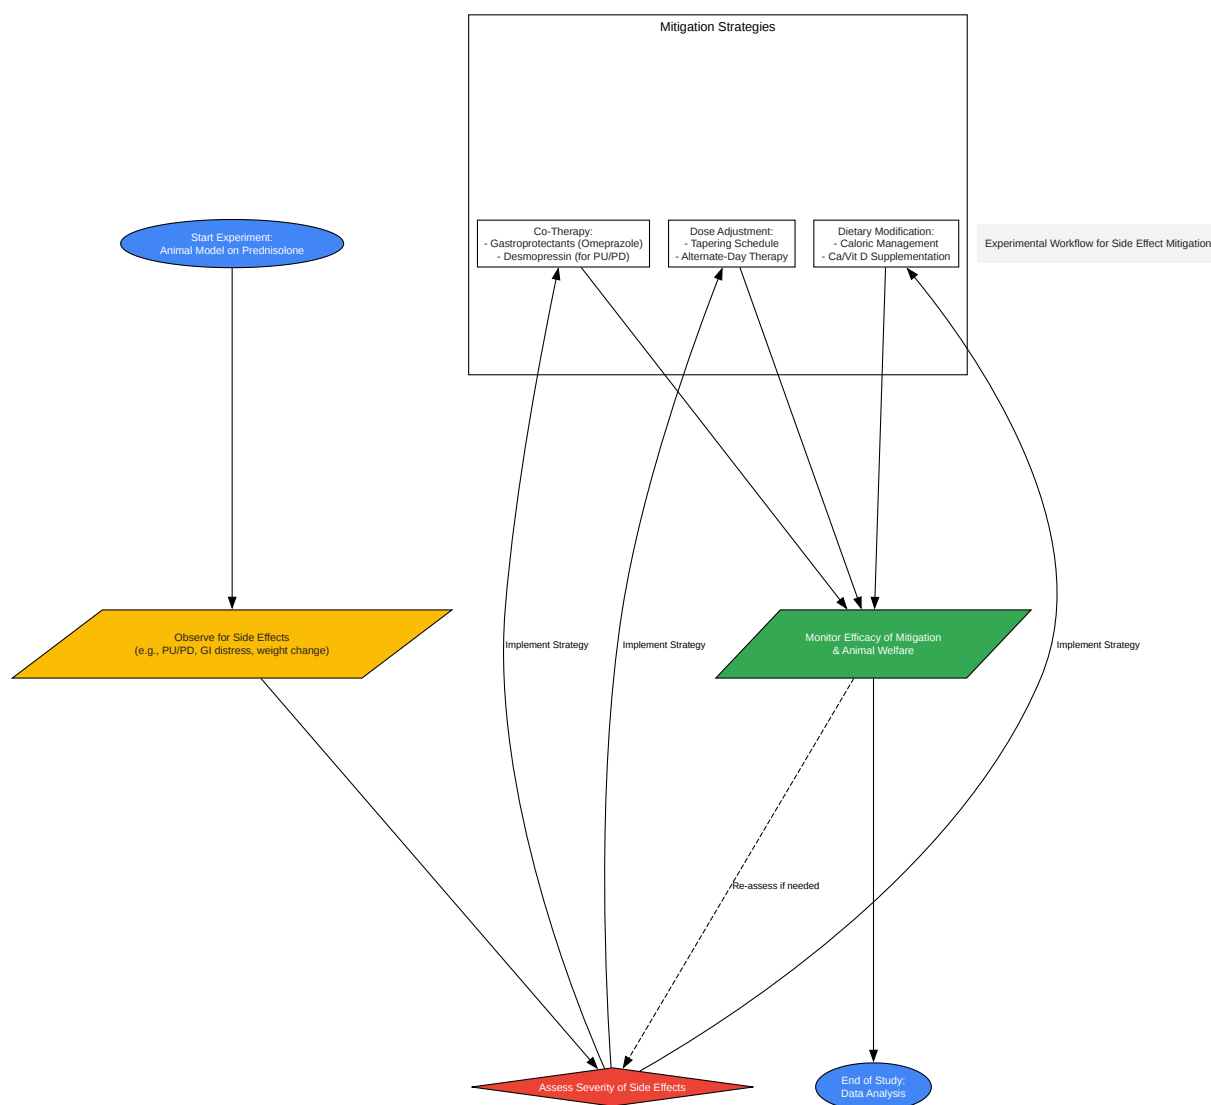 Mitigation Strategies
Start Experiment:
Animal Model on Prednisolone
Co-Therapy:
- Gastroprotectants (Omeprazole)
- Desmopressin (for PU/PD)
Dose Adjustment:
- Tapering Schedule
- Alternate-Day Therapy
Dietary Modification:
- Caloric Management
- Ca/Vit D Supplementation
Experimental Workflow for Side Effect Mitigation
Observe for Side Effects
(e.g., PU/PD, GI distress, weight change)
Implement Strategy
Implement Strategy
Monitor Efficacy of Mitigation
& Animal Welfare
Implement Strategy
Re-assess if needed
Assess Severity of Side Effects
End of Study:
Data Analysis